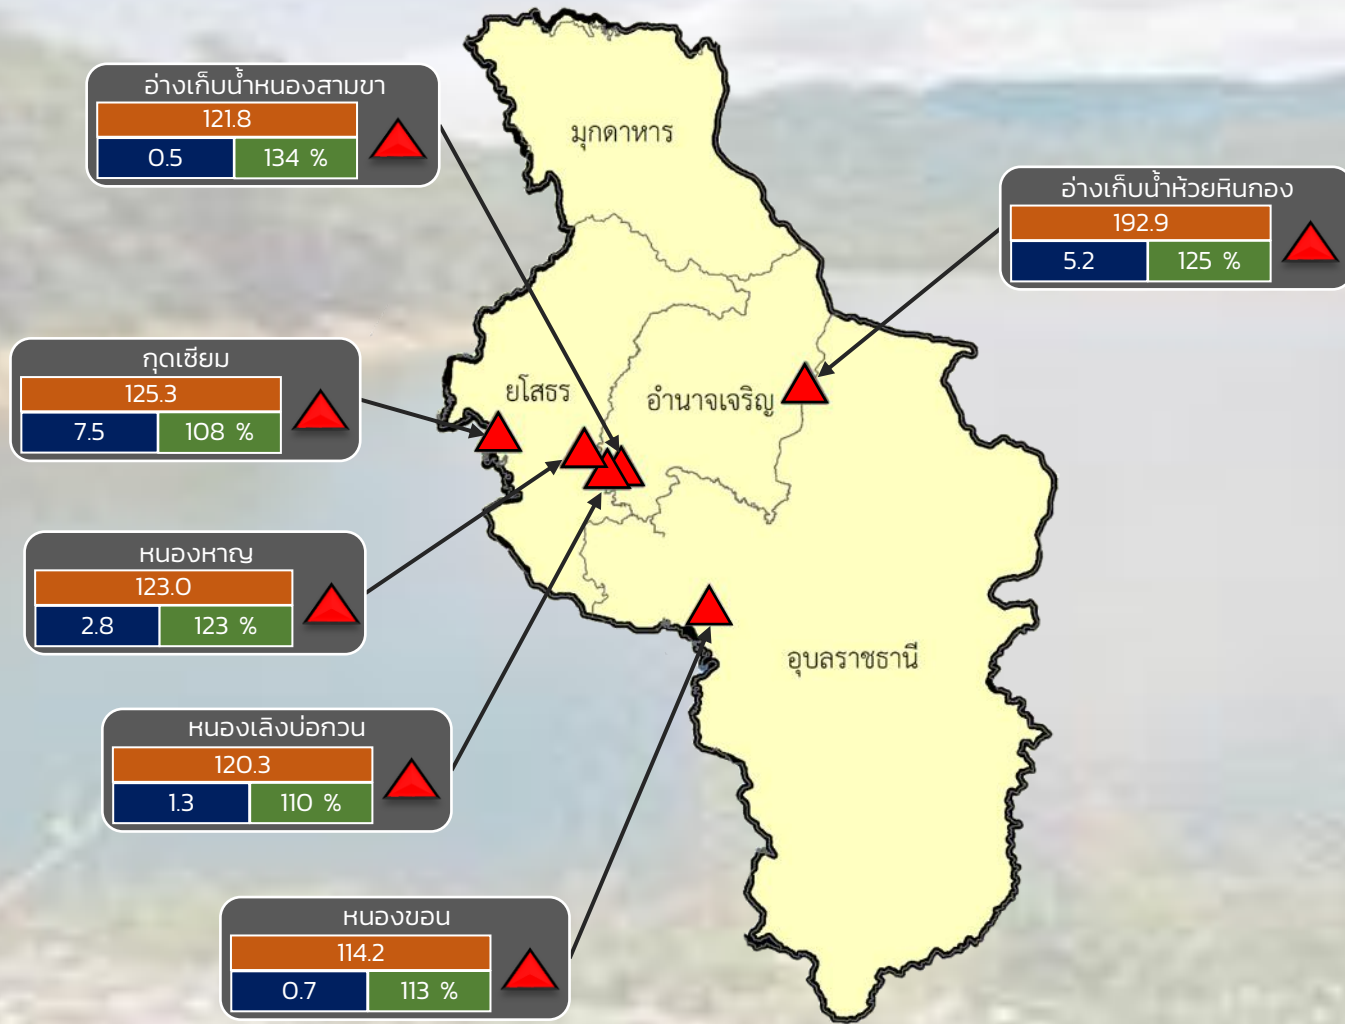 อ่างเก็บน้ำหนองสามขา
121.8
0.5 134 %
มุกดาหาร
อ่างเก็บน้ำห้วยหินกอง
192.9
5.2 125 %
กุดเซียม
125.3
7.5 108 %
ยโสธร
อำนาจเจริญ
หนองหาญ
123.0
2.8 123 %
อุบลราชธานี
หนองเลิงบ่อกวน
120.3
1.3 110 %
หนองขอน
114.2
0.7 113 %